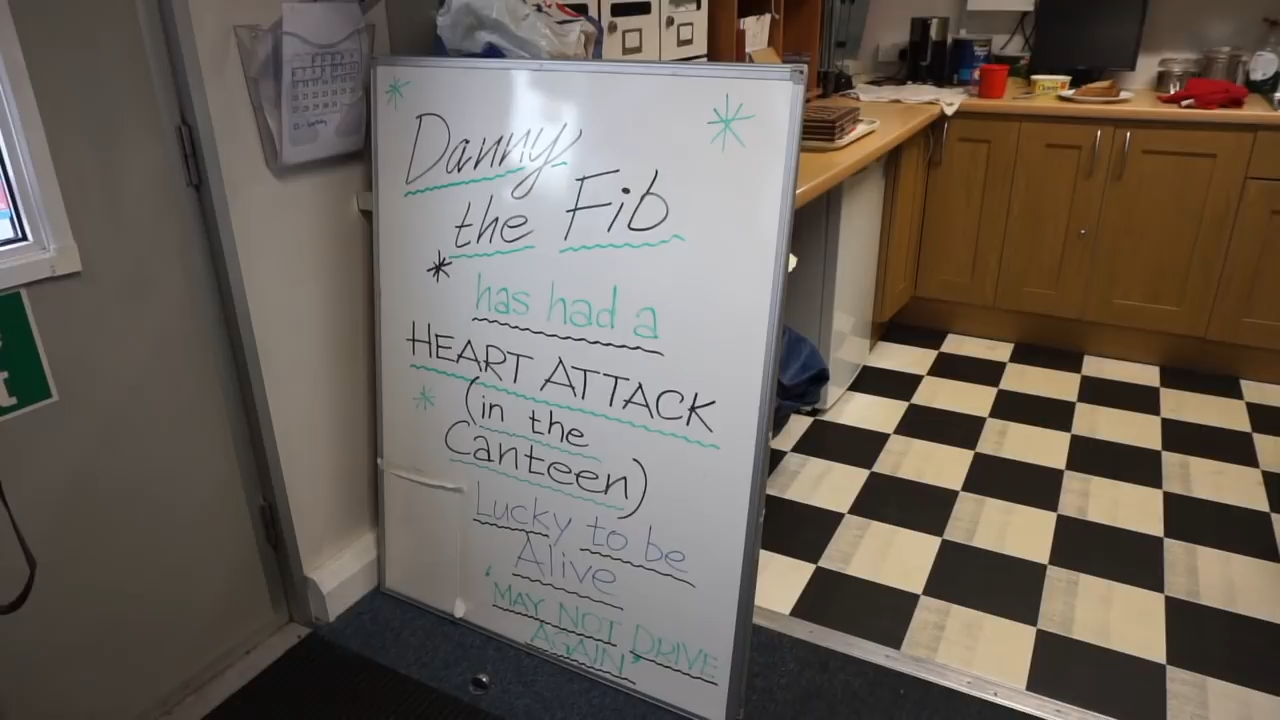 Danny
the Fib
has had a
HEART ATTACK
(in the
Canteen)
Lucky to be
Alive
'MAY NOT DRIVE
AGAIN'